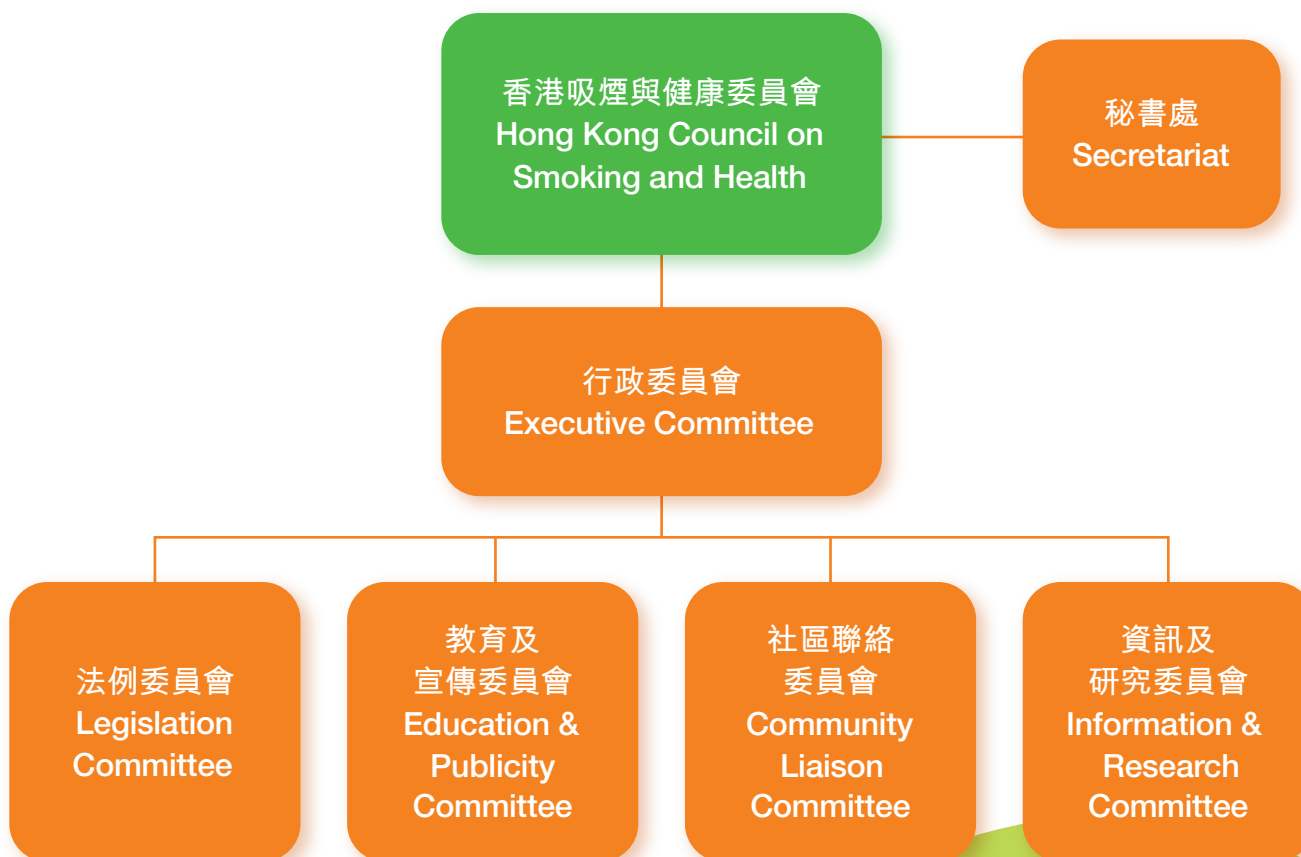 香港吸煙與健康委員會
Hong Kong Council on
Smoking and Health
秘書處
Secretariat
行政委員會
Executive Committee
法例委員會
Legislation
Committee
教育及
宣傳委員會
Education &
Publicity
Committee
社區聯絡
委員會
Community
Liaison
Committee
資訊及
研究委員會
Information &
Research
Committee